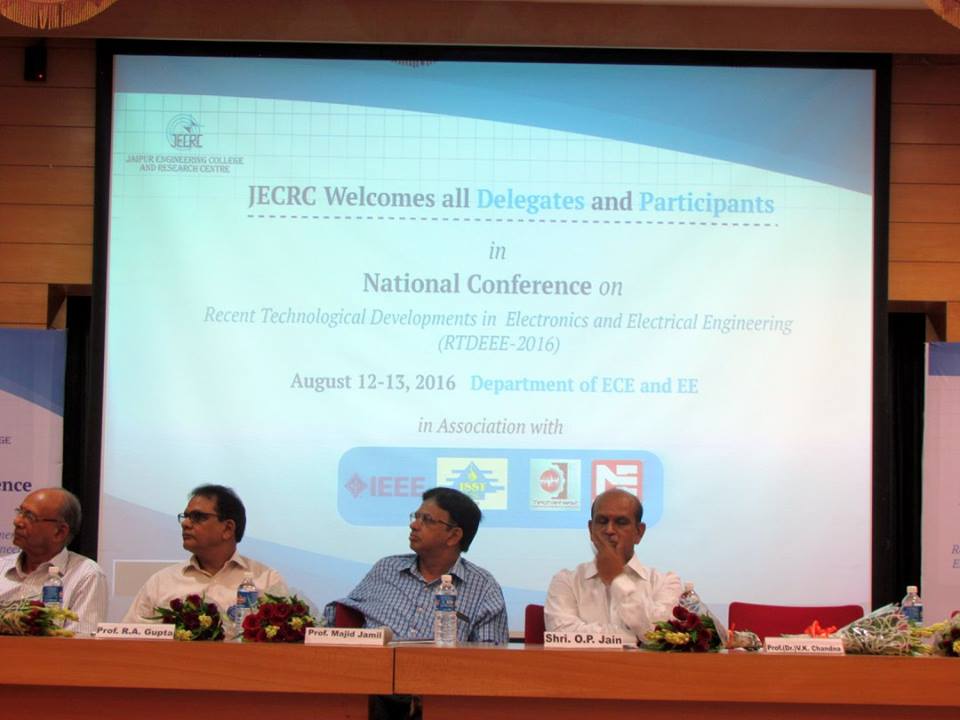 JECRC
JAIPUR ENGINEERING COLLEGE
AND RESEARCH CENTRE
JECRC Welcomes all Delegates and Participants
in
National Conference on
Recent Technological Developments in Electronics and Electrical Engineering
(RTDEEE-2016)
August 12-13, 2016 Department of ECE and EE
in Association with
IEEE
ISST
Prof. R.A. Gupta
Prof. Majid Jamil
Shri. O.P. Jain
Prof.(Dr.)V.K. Chandna